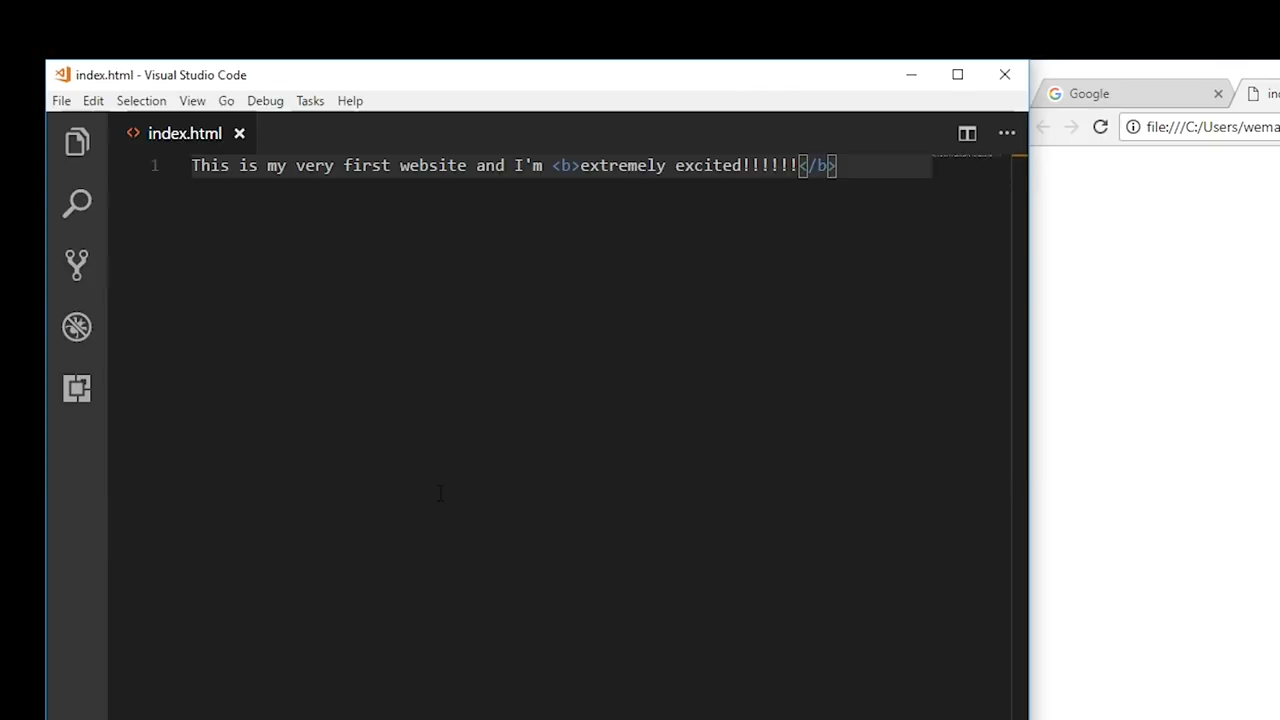 index.html - Visual Studio Code
File Edit Selection View Go Debug Tasks Help
index.html
1 This is my very first website and I'm <b>extremely excited!!!!!!</b>
Google
file:///C:/Users/wema